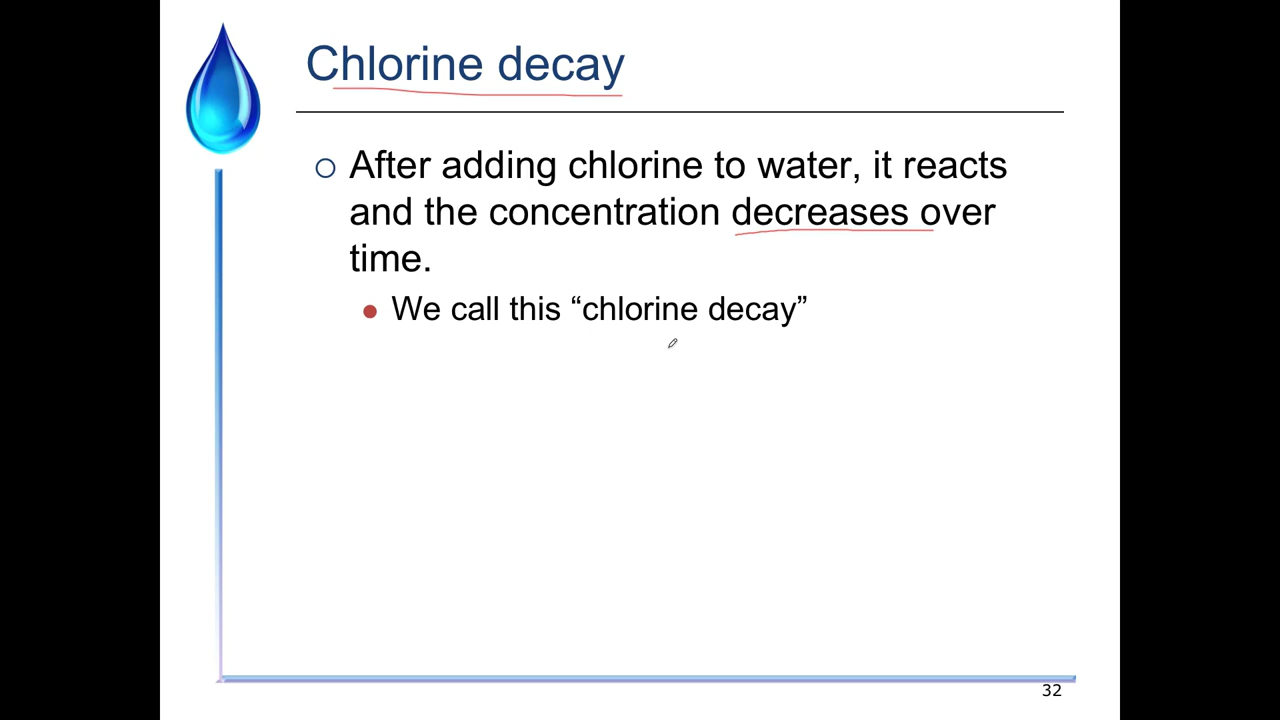 Chlorine decay
After adding chlorine to water, it reacts
and the concentration decreases over
time.
We call this “chlorine decay”
32